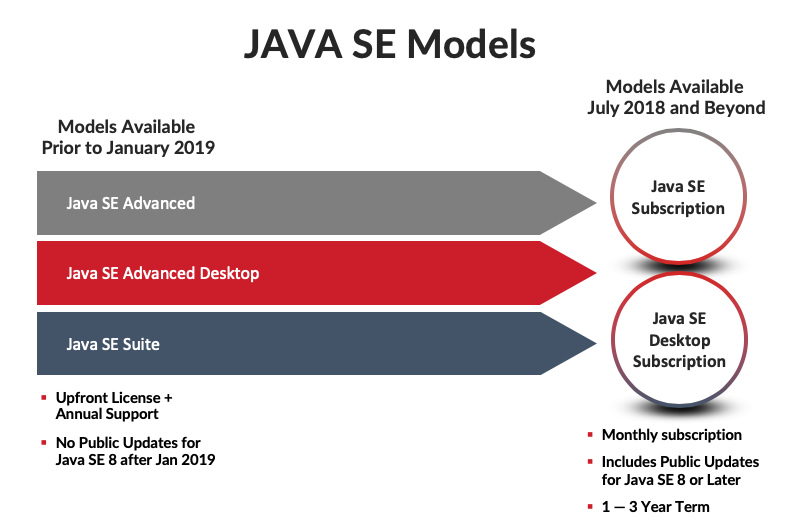 JAVA SE Models
Models Available
Prior to January 2019
Java SE Advanced
Java SE Advanced Desktop
Java SE Suite
▪ Upfront License +
Annual Support
▪ No Public Updates for
Java SE 8 after Jan 2019
Models Available
July 2018 and Beyond
Java SE
Subscription
Java SE
Desktop
Subscription
▪ Monthly subscription
▪ Includes Public Updates
for Java SE 8 or Later
▪ 1 — 3 Year Term